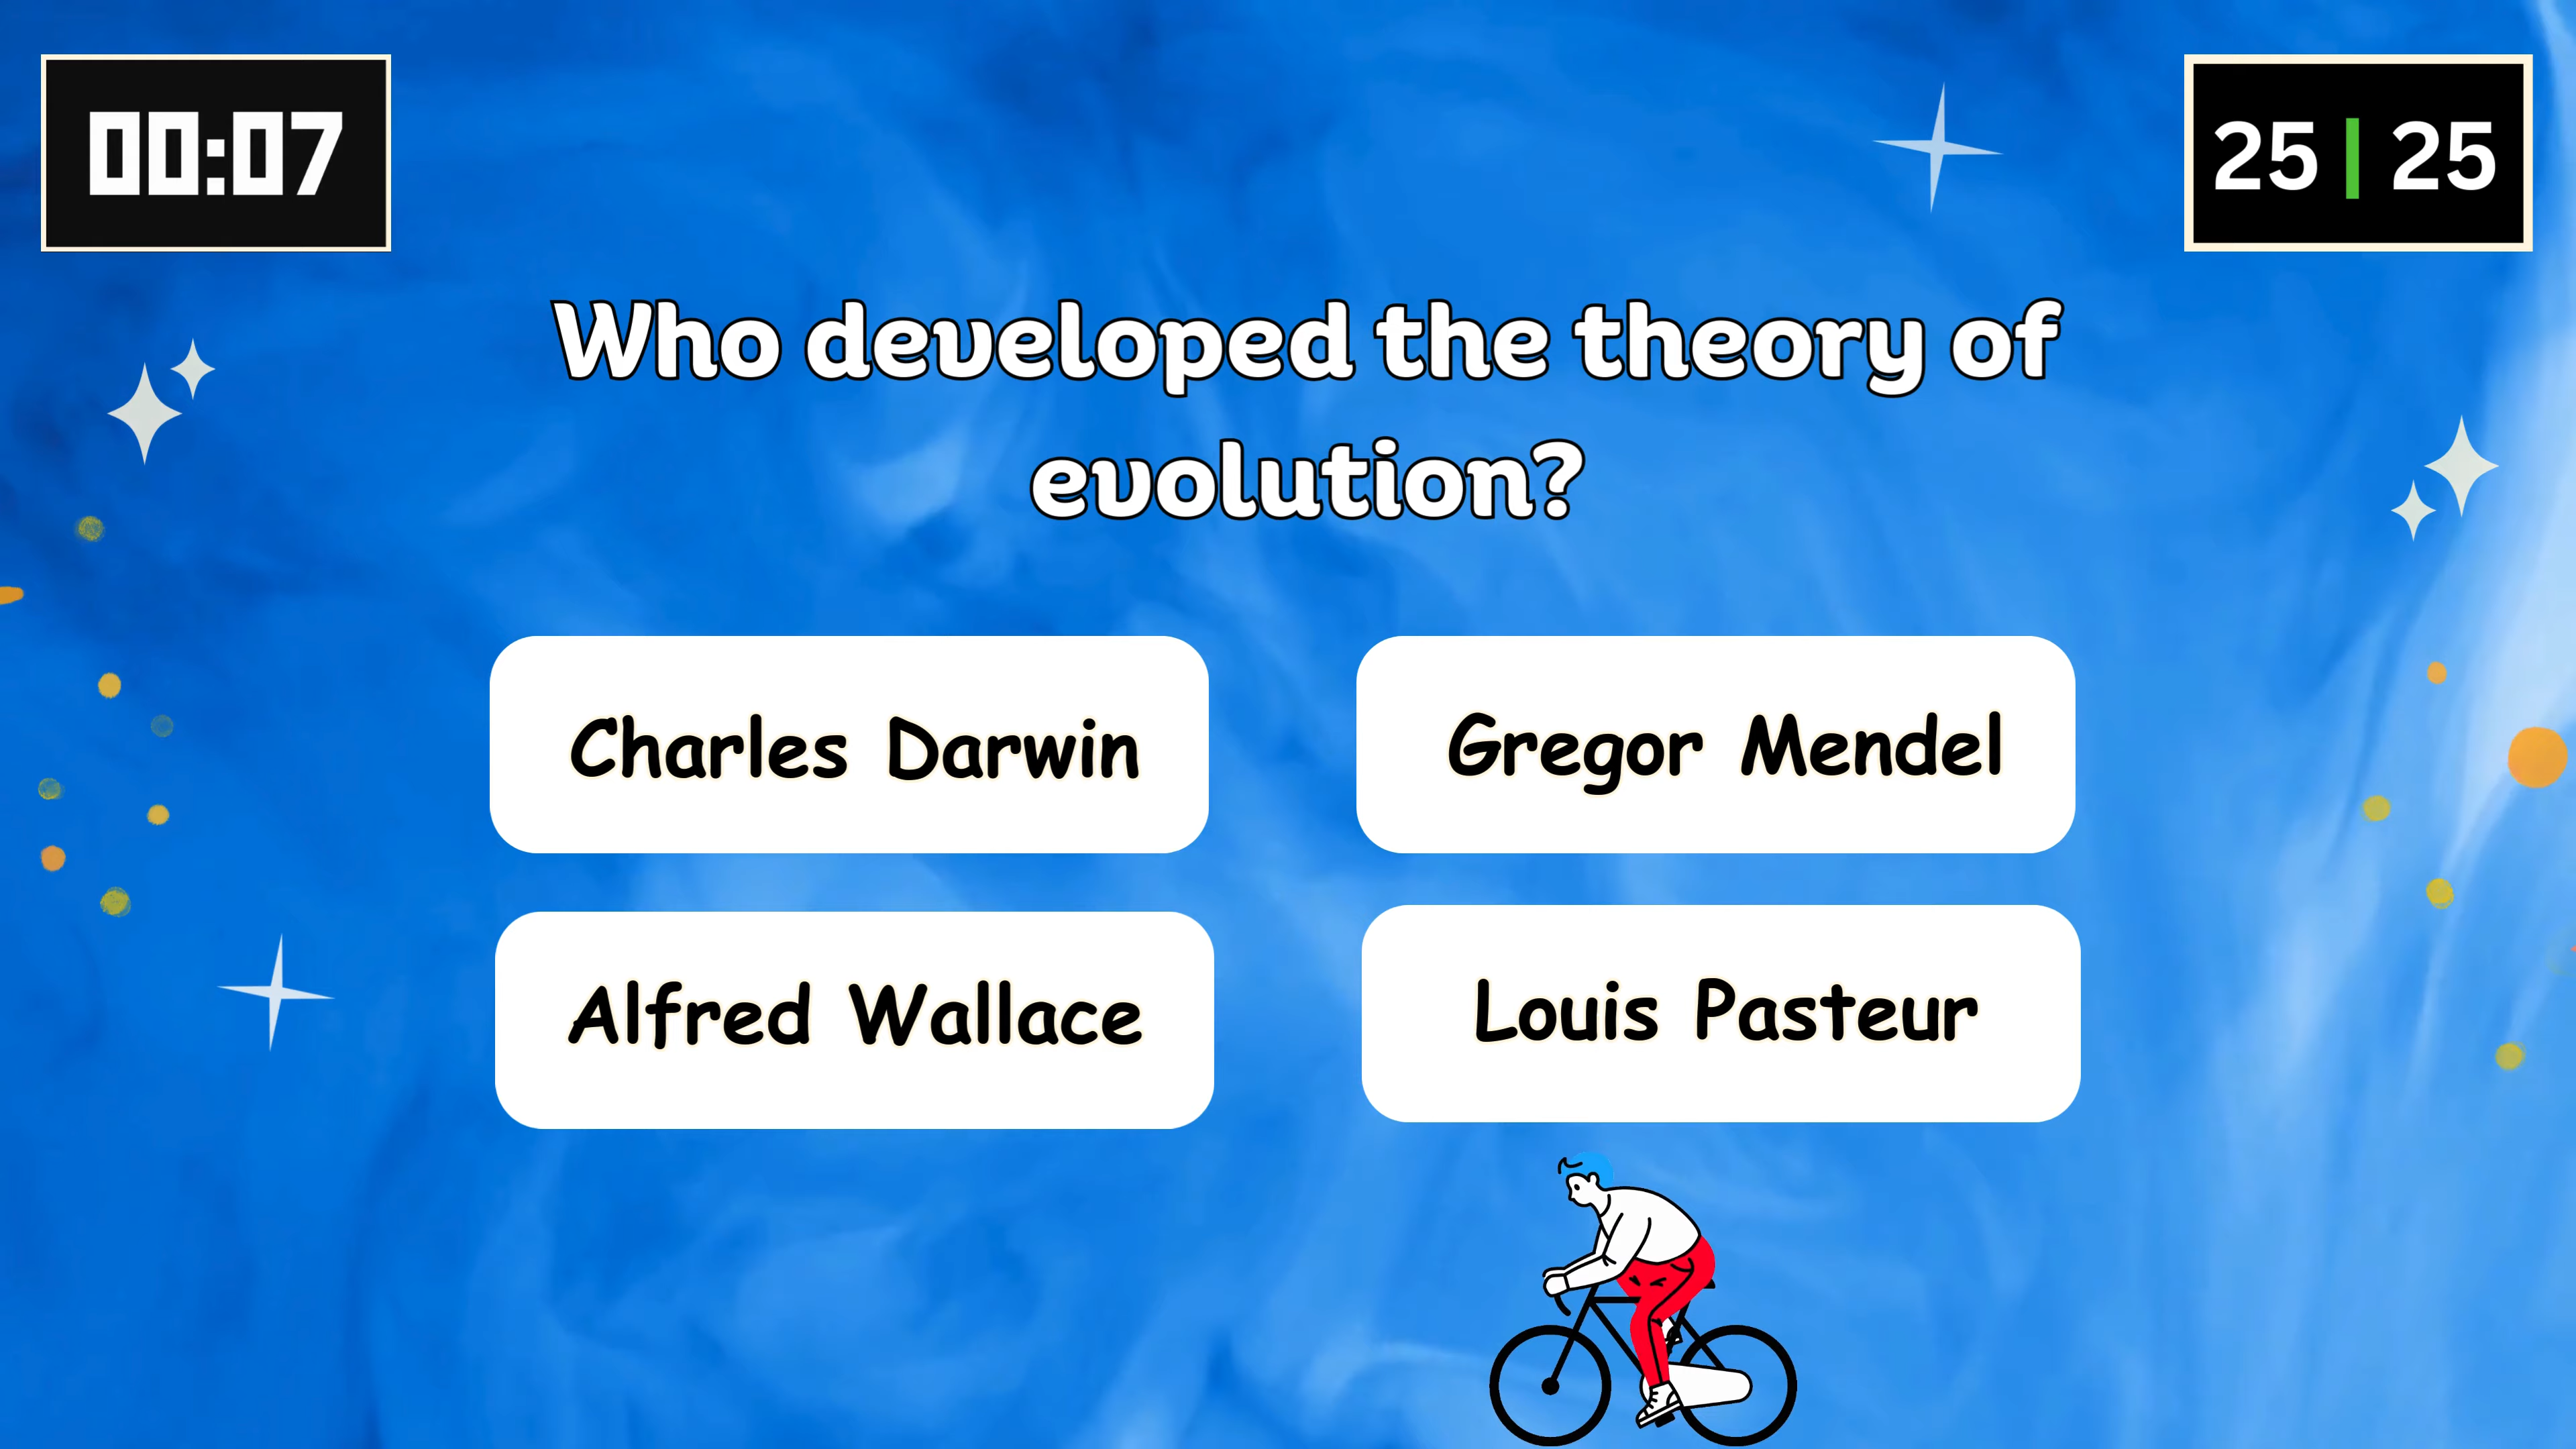 00:07
25 | 25
Who developed the theory of
evolution?
Charles Darwin
Gregor Mendel
Alfred Wallace
Louis Pasteur